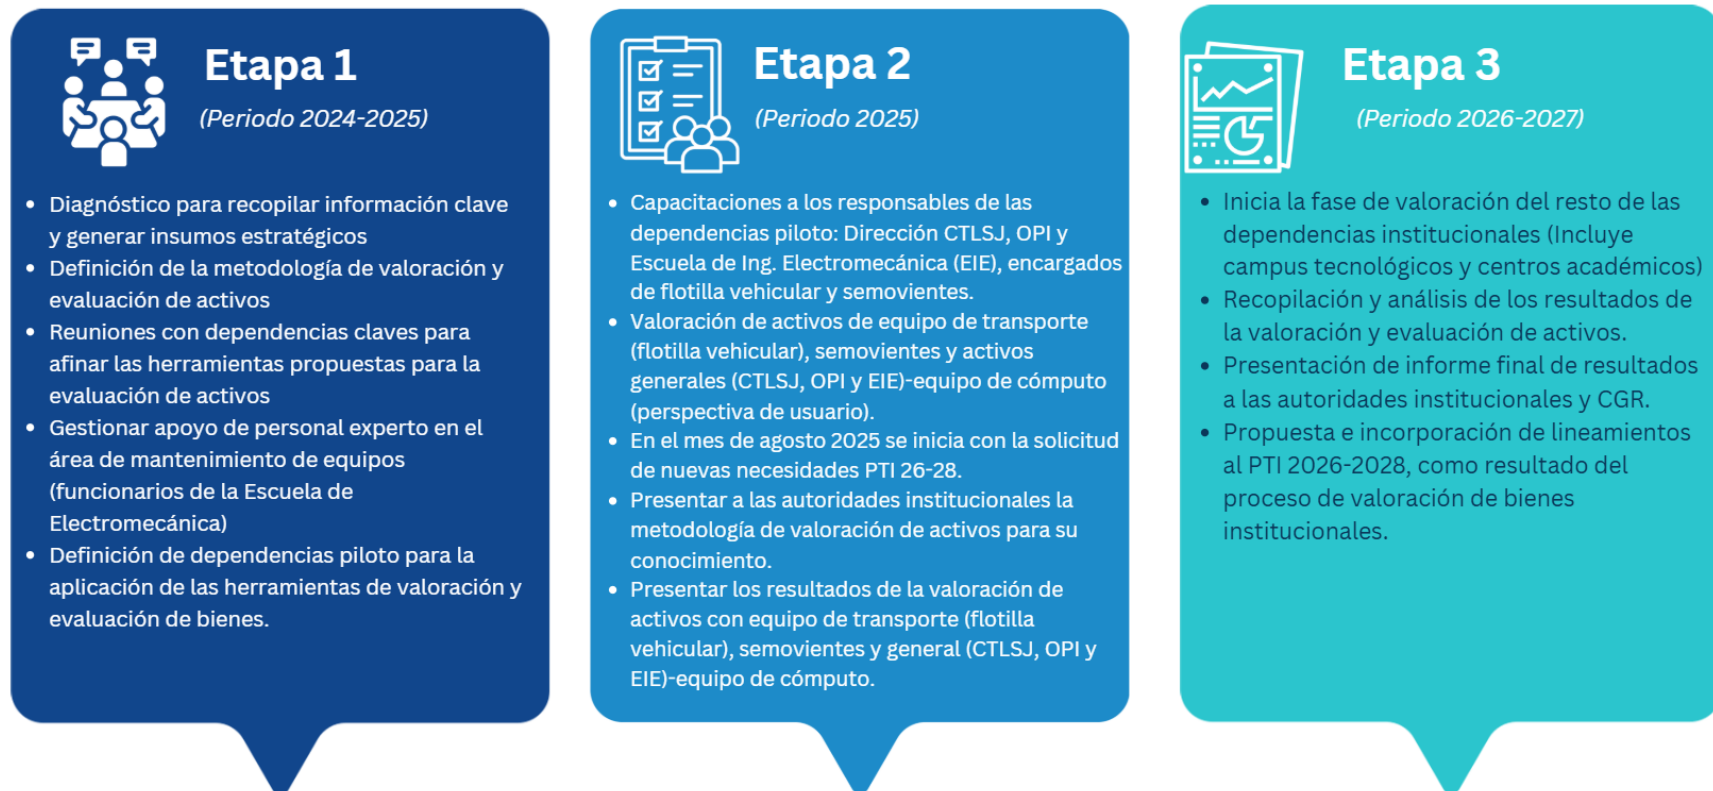 Etapa 1
(Periodo 2024-2025)
• Diagnóstico para recopilar información clave
y generar insumos estratégicos
• Definición de la metodología de valoración y
evaluación de activos
• Reuniones con dependencias claves para
afinar las herramientas propuestas para la
evaluación de activos
• Gestionar apoyo de personal experto en el
área de mantenimiento de equipos
(funcionarios de la Escuela de
Electromecánica)
• Definición de dependencias piloto para la
aplicación de las herramientas de valoración y
evaluación de bienes.
Etapa 2
(Periodo 2025)
• Capacitaciones a los responsables de las
dependencias piloto: Dirección CTLSJ, OPI y
Escuela de Ing. Electromecánica (EIE), encargados
de flotilla vehicular y semovientes.
• Valoración de activos de equipo de transporte
(flotilla vehicular), semovientes y activos
generales (CTLSJ, OPI y EIE)-equipo de cómputo
(perspectiva de usuario).
• En el mes de agosto 2025 se inicia con la solicitud
de nuevas necesidades PTI 26-28.
• Presentar a las autoridades institucionales la
metodología de valoración de activos para su
conocimiento.
• Presentar los resultados de la valoración de
activos con equipo de transporte (flotilla
vehicular), semovientes y general (CTLSJ, OPI y
EIE)-equipo de cómputo.
Etapa 3
(Periodo 2026-2027)
• Inicia la fase de valoración del resto de las
dependencias institucionales (Incluye
campus tecnológicos y centros académicos)
• Recopilación y análisis de los resultados de
la valoración y evaluación de activos.
• Presentación de informe final de resultados
a las autoridades institucionales y CGR.
• Propuesta e incorporación de lineamientos
al PTI 2026-2028, como resultado del
proceso de valoración de bienes
institucionales.